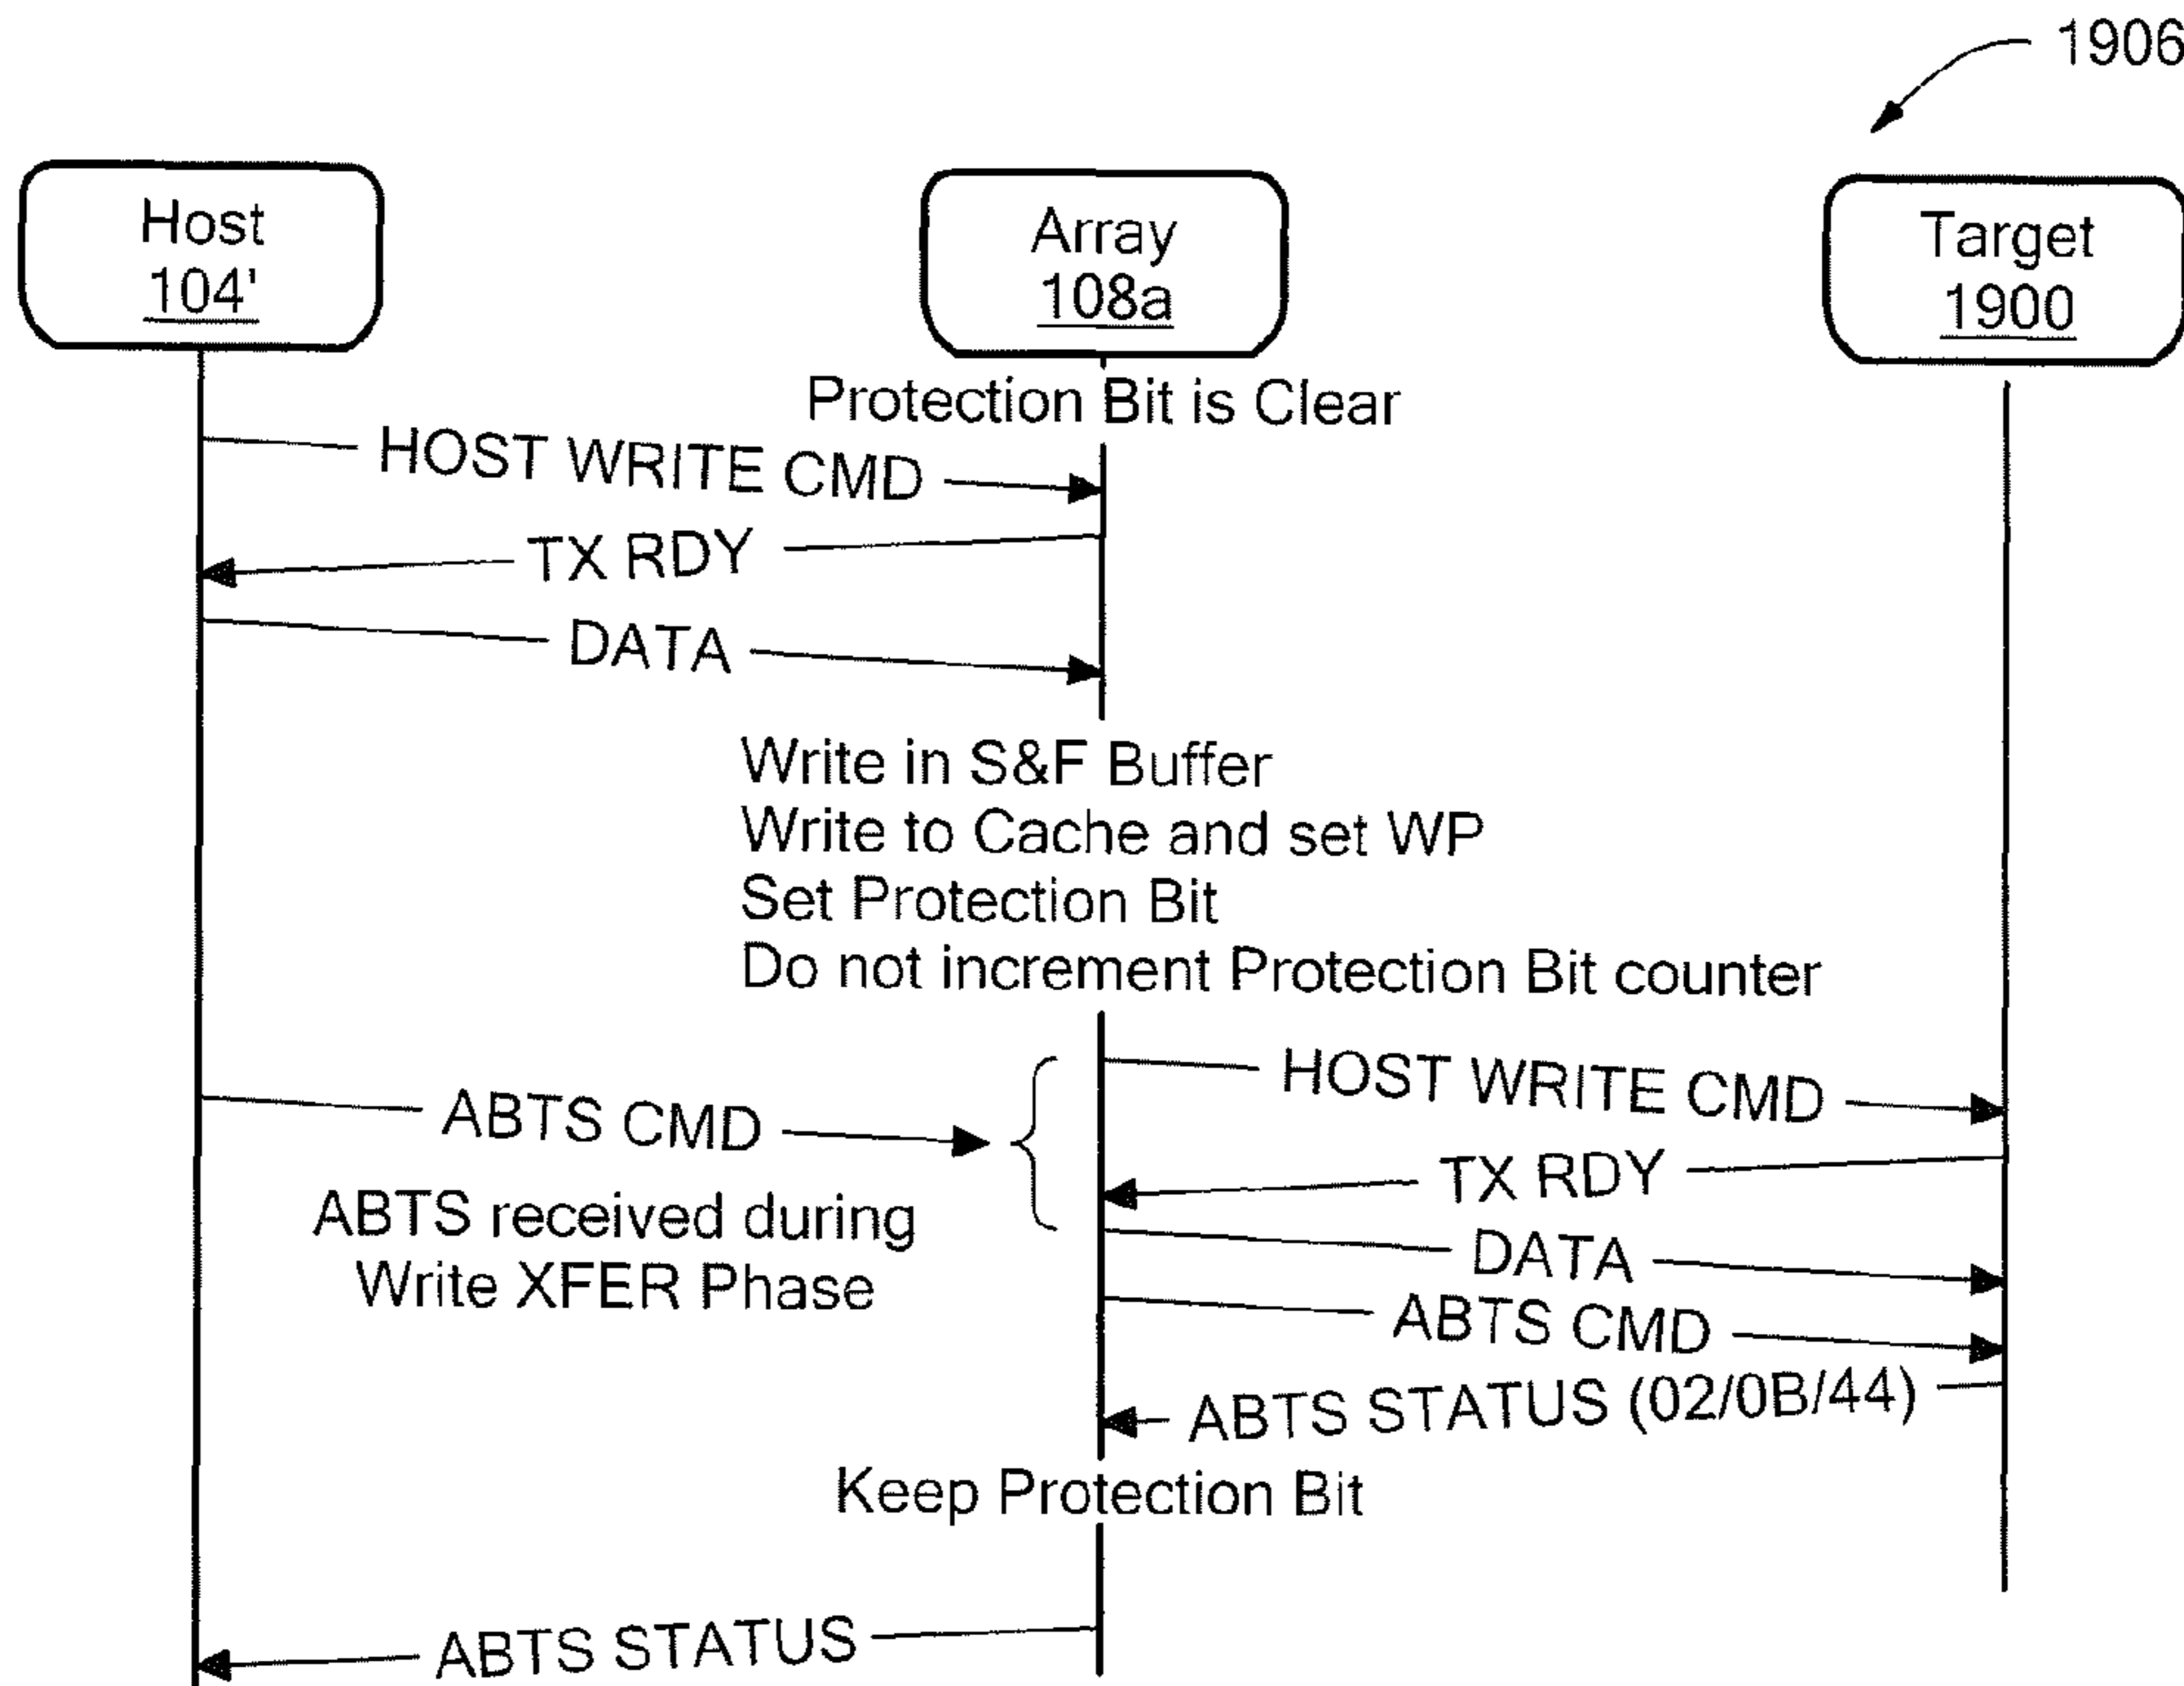 1906
Host
104'
Array
108a
Target
1900
Protection Bit is Clear
HOST WRITE CMD
TX RDY
DATA
Write in S&F Buffer
Write to Cache and set WP
Set Protection Bit
Do not increment Protection Bit counter
HOST WRITE CMD
ABTS CMD
TX RDY
ABTS received during
Write XFER Phase
DATA
ABTS CMD
ABTS STATUS (02/0B/44)
Keep Protection Bit
ABTS STATUS